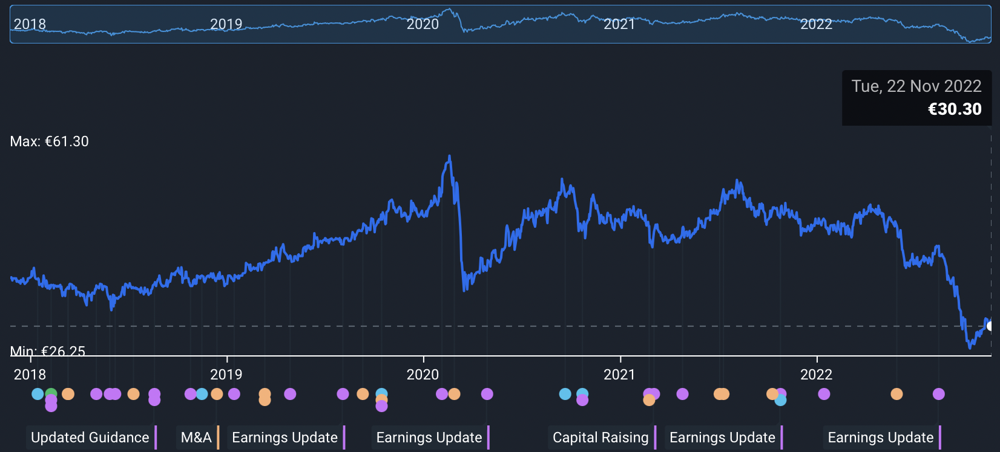 2018 2019 2020 2021 2022
Tue, 22 Nov 2022
€30.30
Max: €61.30
Min: €26.25
2018 2019 2020 2021 2022
Updated Guidance M&A Earnings Update Earnings Update Capital Raising Earnings Update Earnings Update